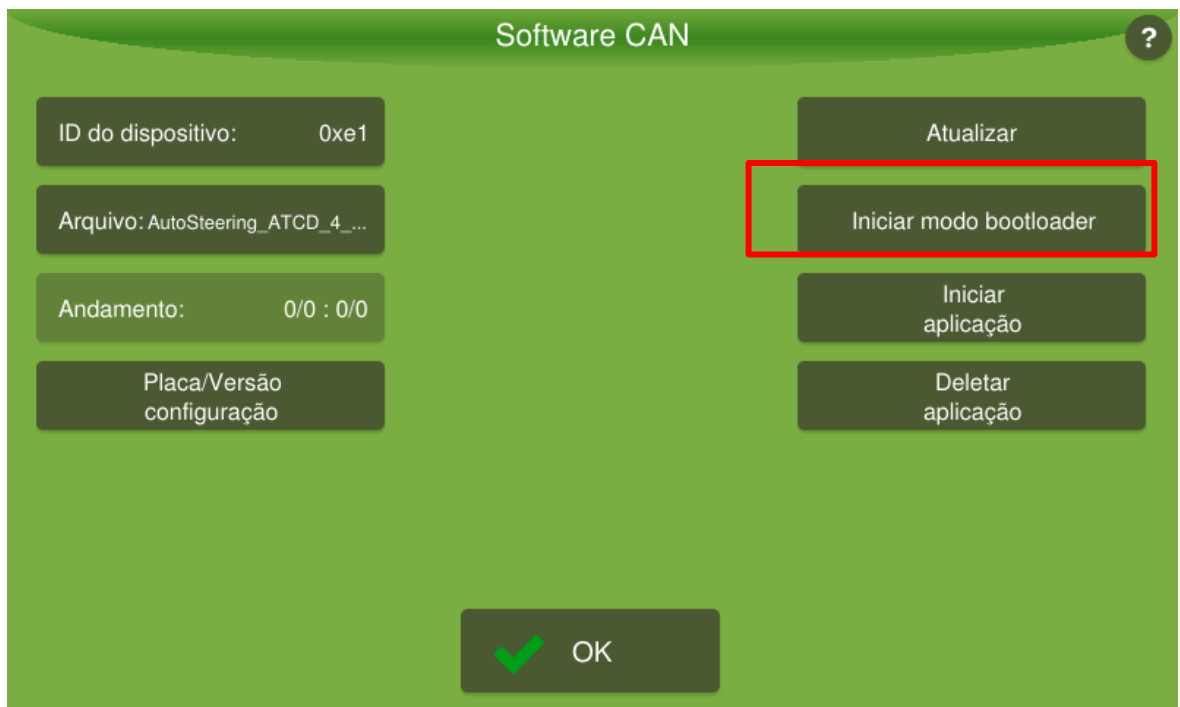 Software CAN
?
ID do dispositivo: 0xe1
Atualizar
Arquivo: AutoSteering_ATCD_4_...
Iniciar modo bootloader
Andamento: 0/0 : 0/0
Iniciar
aplicação
Placa/Versão
configuração
Deletar
aplicação
OK